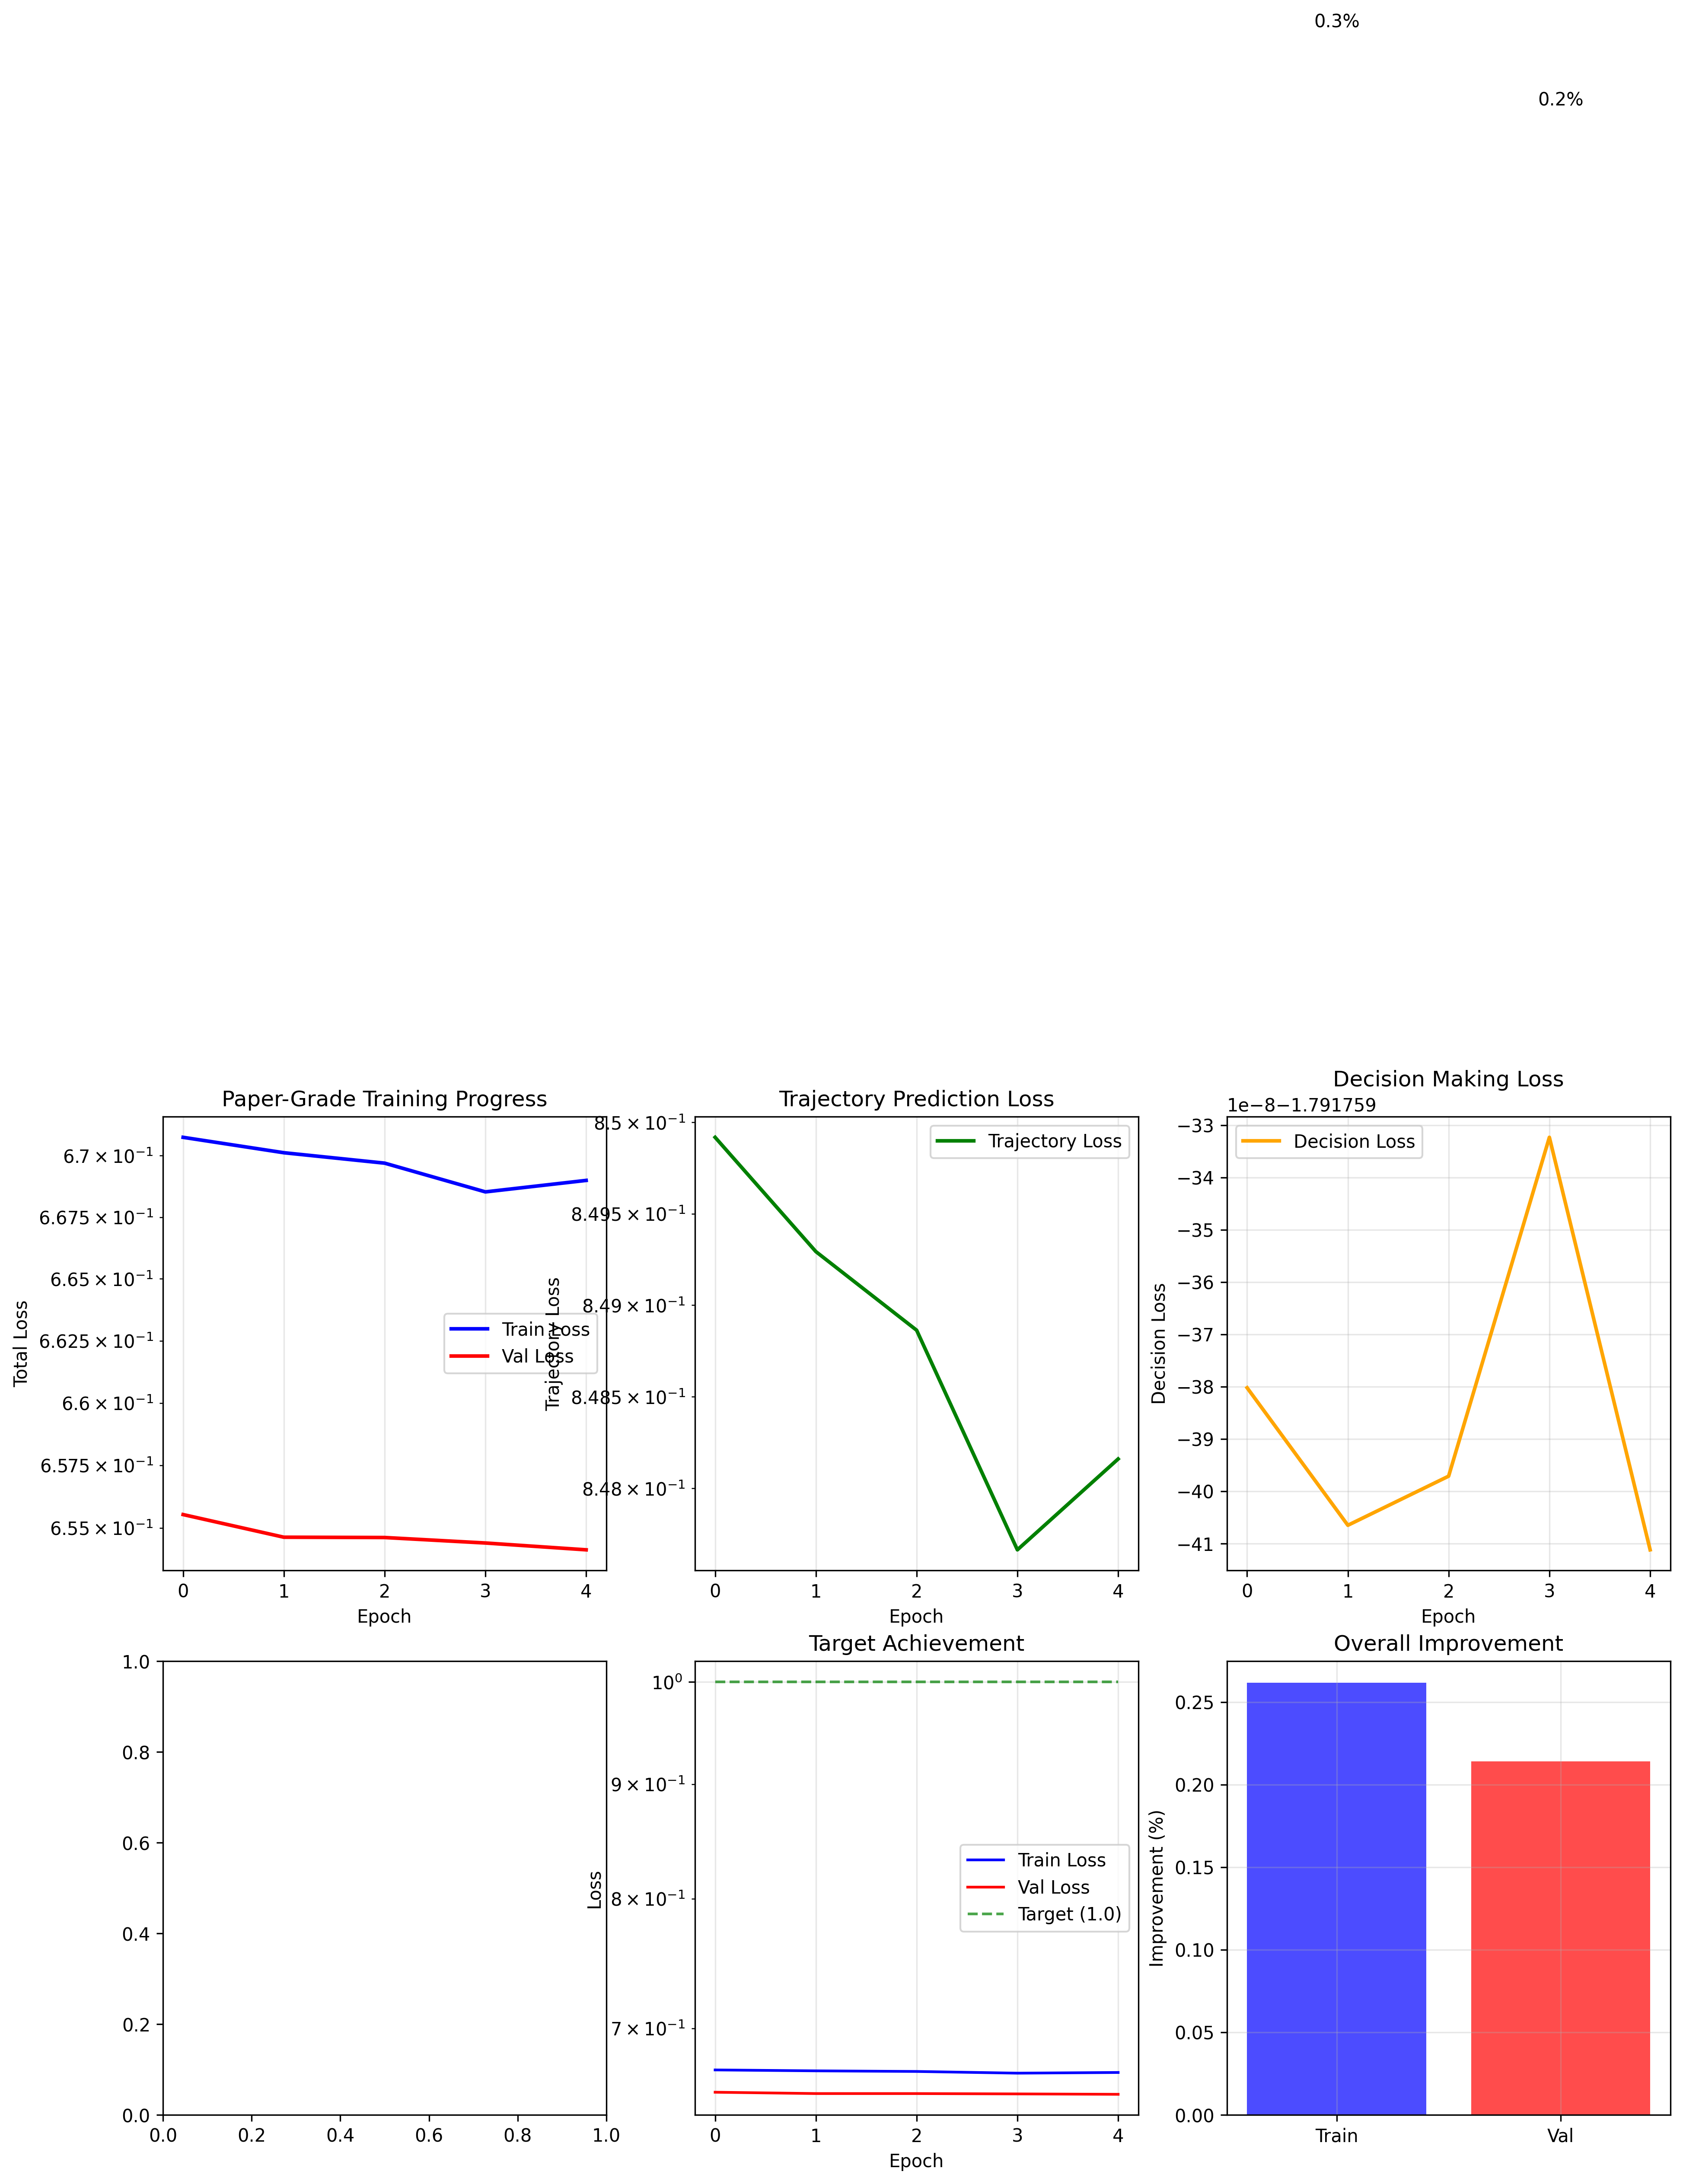 0.3%
0.2%
Paper-Grade Training Progress
Total Loss
6.7 × 10⁻¹
6.675 × 10⁻¹
6.65 × 10⁻¹
6.625 × 10⁻¹
6.6 × 10⁻¹
6.575 × 10⁻¹
6.55 × 10⁻¹
Train Loss
Val Loss
0 1 2 3 4
Epoch
Trajectory Prediction Loss
Trajectory Loss
8.5 × 10⁻¹
8.495 × 10⁻¹
8.49 × 10⁻¹
8.485 × 10⁻¹
8.48 × 10⁻¹
Trajectory Loss
0 1 2 3 4
Epoch
Decision Making Loss
1e−8−1.791759
Decision Loss
−33
−34
−35
−36
−37
−38
−39
−40
−41
Decision Loss
0 1 2 3 4
Epoch
1.0
0.8
0.6
0.4
0.2
0.0
0.0 0.2 0.4 0.6 0.8 1.0
Target Achievement
Loss
10⁰
9 × 10⁻¹
8 × 10⁻¹
7 × 10⁻¹
Train Loss
Val Loss
Target (1.0)
0 1 2 3 4
Epoch
Overall Improvement
Improvement (%)
0.25
0.20
0.15
0.10
0.05
0.00
Train Val